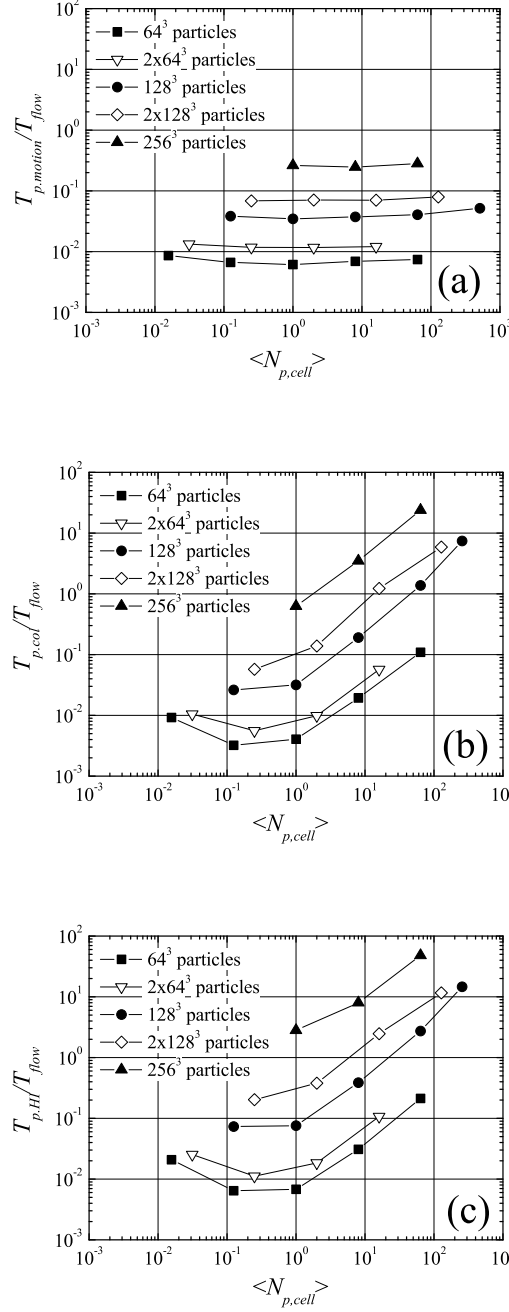 10²
64³ particles
2x64³ particles
10¹
128³ particles
2x128³ particles
10⁰
256³ particles
10⁻¹
10⁻²
10⁻³
T_p.motion/T_flow
(a)
10⁻³ 10⁻² 10⁻¹ 10⁰ 10¹ 10² 10³
<N_p,cell>
10²
64³ particles
2x64³ particles
10¹
128³ particles
2x128³ particles
10⁰
256³ particles
10⁻¹
10⁻²
10⁻³
T_p.col/T_flow
(b)
10⁻³ 10⁻² 10⁻¹ 10⁰ 10¹ 10² 10³
<N_p,cell>
10²
64³ particles
2x64³ particles
10¹
128³ particles
2x128³ particles
10⁰
256³ particles
10⁻¹
10⁻²
10⁻³
T_p.HI/T_flow
(c)
10⁻³ 10⁻² 10⁻¹ 10⁰ 10¹ 10² 10³
<N_p,cell>